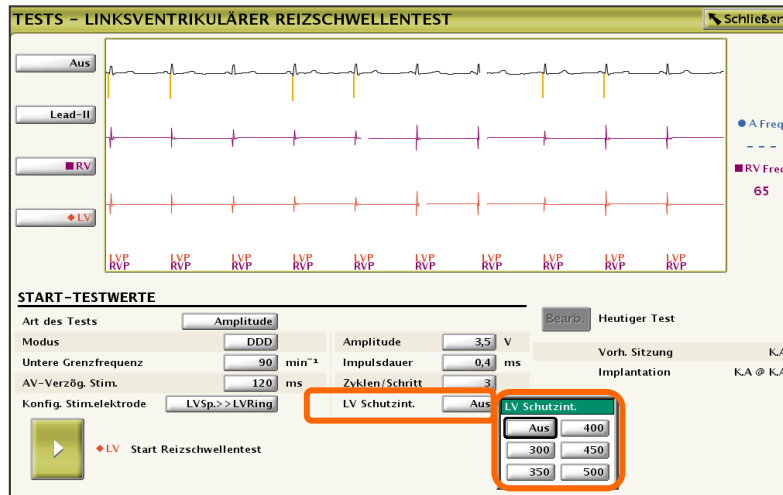 TESTS – LINKSVENTRIKULÄRER REIZSCHWELLENTEST Schließen
Aus
Lead-II
RV
LV
A Freq
- - -
RV Freq
65
LVP LVP LVP LVP LVP LVP LVP LVP LVP LVP
RVP RVP RVP RVP RVP RVP RVP RVP RVP RVP
START-TESTWERTE
Art des Tests Amplitude
Bearb. Heutiger Test
Modus DDD Amplitude 3,5 V
Vorh. Sitzung K.A
Untere Grenzfrequenz 90 min⁻¹ Impulsdauer 0,4 ms
Implantation K.A @ K.A
AV-Verzög. Stim. 120 ms Zyklen/Schritt 3
Konfig. Stim.elektrode LVSp.>>LVRing LV Schutzint. Aus
LV Schutzint.
Aus 400
300 450
350 500
LV Start Reizschwellentest